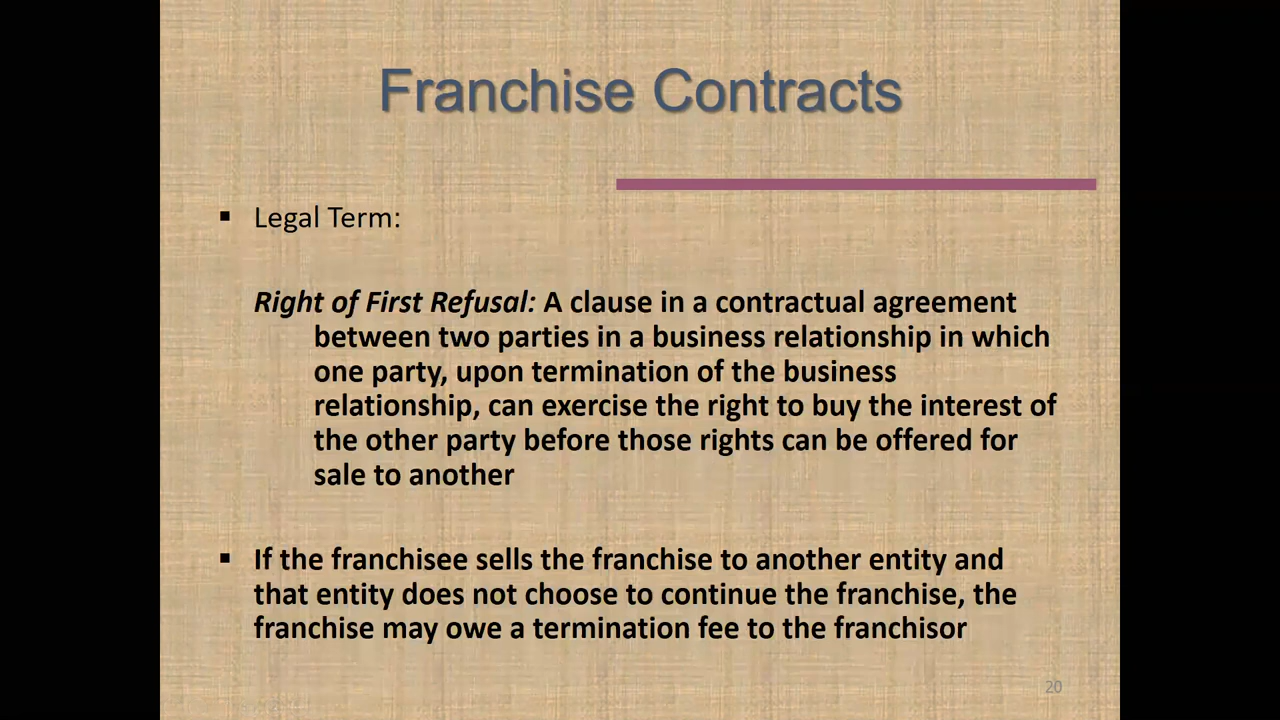 Franchise Contracts
▪ Legal Term:
Right of First Refusal: A clause in a contractual agreement
between two parties in a business relationship in which
one party, upon termination of the business
relationship, can exercise the right to buy the interest of
the other party before those rights can be offered for
sale to another
▪ If the franchisee sells the franchise to another entity and
that entity does not choose to continue the franchise, the
franchise may owe a termination fee to the franchisor
20